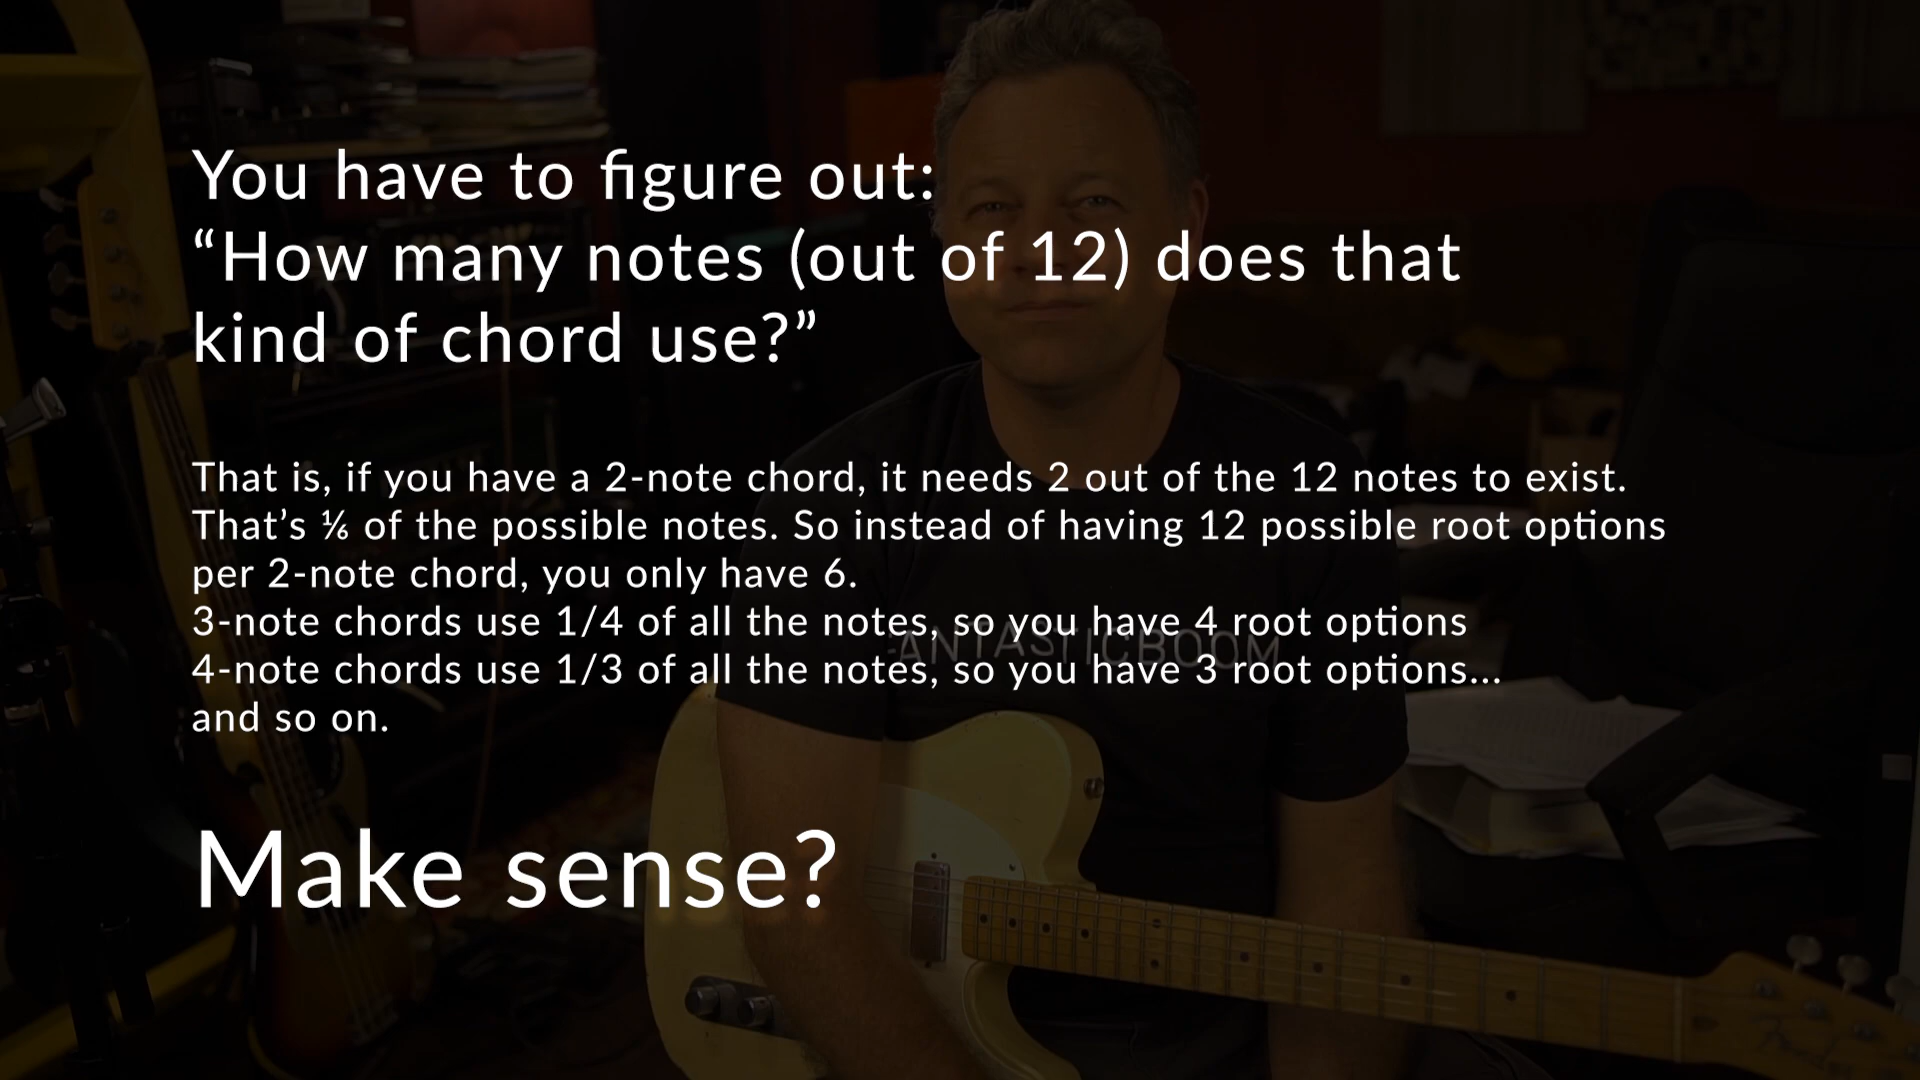 You have to figure out:
“How many notes (out of 12) does that
kind of chord use?”
That is, if you have a 2-note chord, it needs 2 out of the 12 notes to exist.
That’s ⅙ of the possible notes. So instead of having 12 possible root options
per 2-note chord, you only have 6.
3-note chords use 1/4 of all the notes, so you have 4 root options
4-note chords use 1/3 of all the notes, so you have 3 root options...
and so on.
ANTASTICBOOM
Make sense?